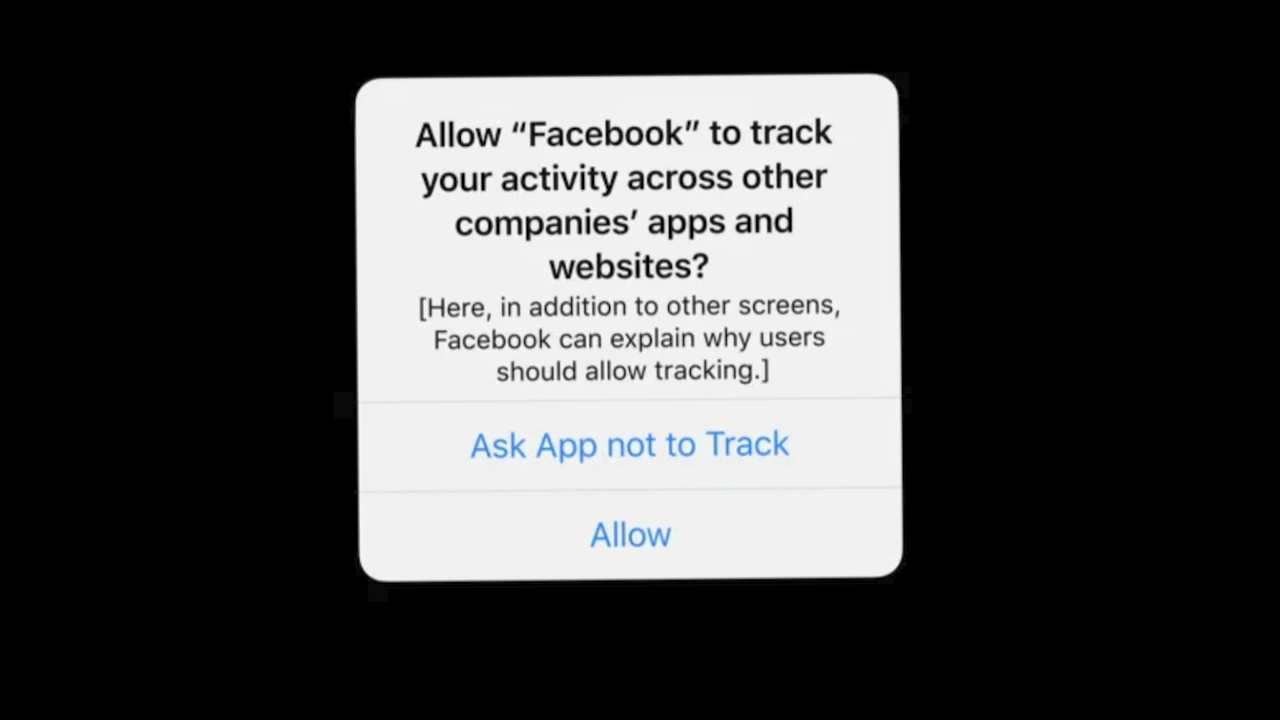 Allow “Facebook” to track
your activity across other
companies’ apps and
websites?
[Here, in addition to other screens,
Facebook can explain why users
should allow tracking.]
Ask App not to Track
Allow